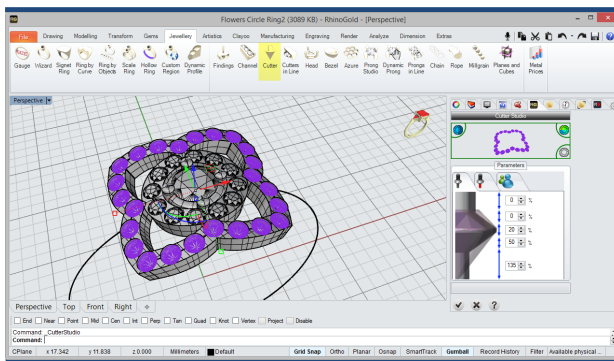 Flowers Circle Ring2 (3089 KB) - RhinoGold - [Perspective]
File Drawing Modelling Transform Gems Jewellery Artistics Clayoo Manufacturing Engraving Render Analyze Dimension Extras
Gauge Wizard Signet Ring Ring by Curve Ring by Objects Scale Ring Hollow Ring Custom Region Dynamic Profile Findings Channel Cutter Cutters in Line Head Bezel Azure Prong Studio Dynamic Prong Prongs in Line Chain Rope Millgrain Planes and Cubes Metal Prices
Perspective
Cutter Studio
Parameters
0 %
0 %
20 %
50 %
135 %
Perspective Top Front Right
End Near Point Mid Cen Int Perp Tan Quad Knot Vertex Project Disable
Command: _CutterStudio
Command:
CPlane x 17.342 y 11.838 z 0.000 Millimeters Default Grid Snap Ortho Planar Osnap SmartTrack Gumball Record History Filter Available physical...